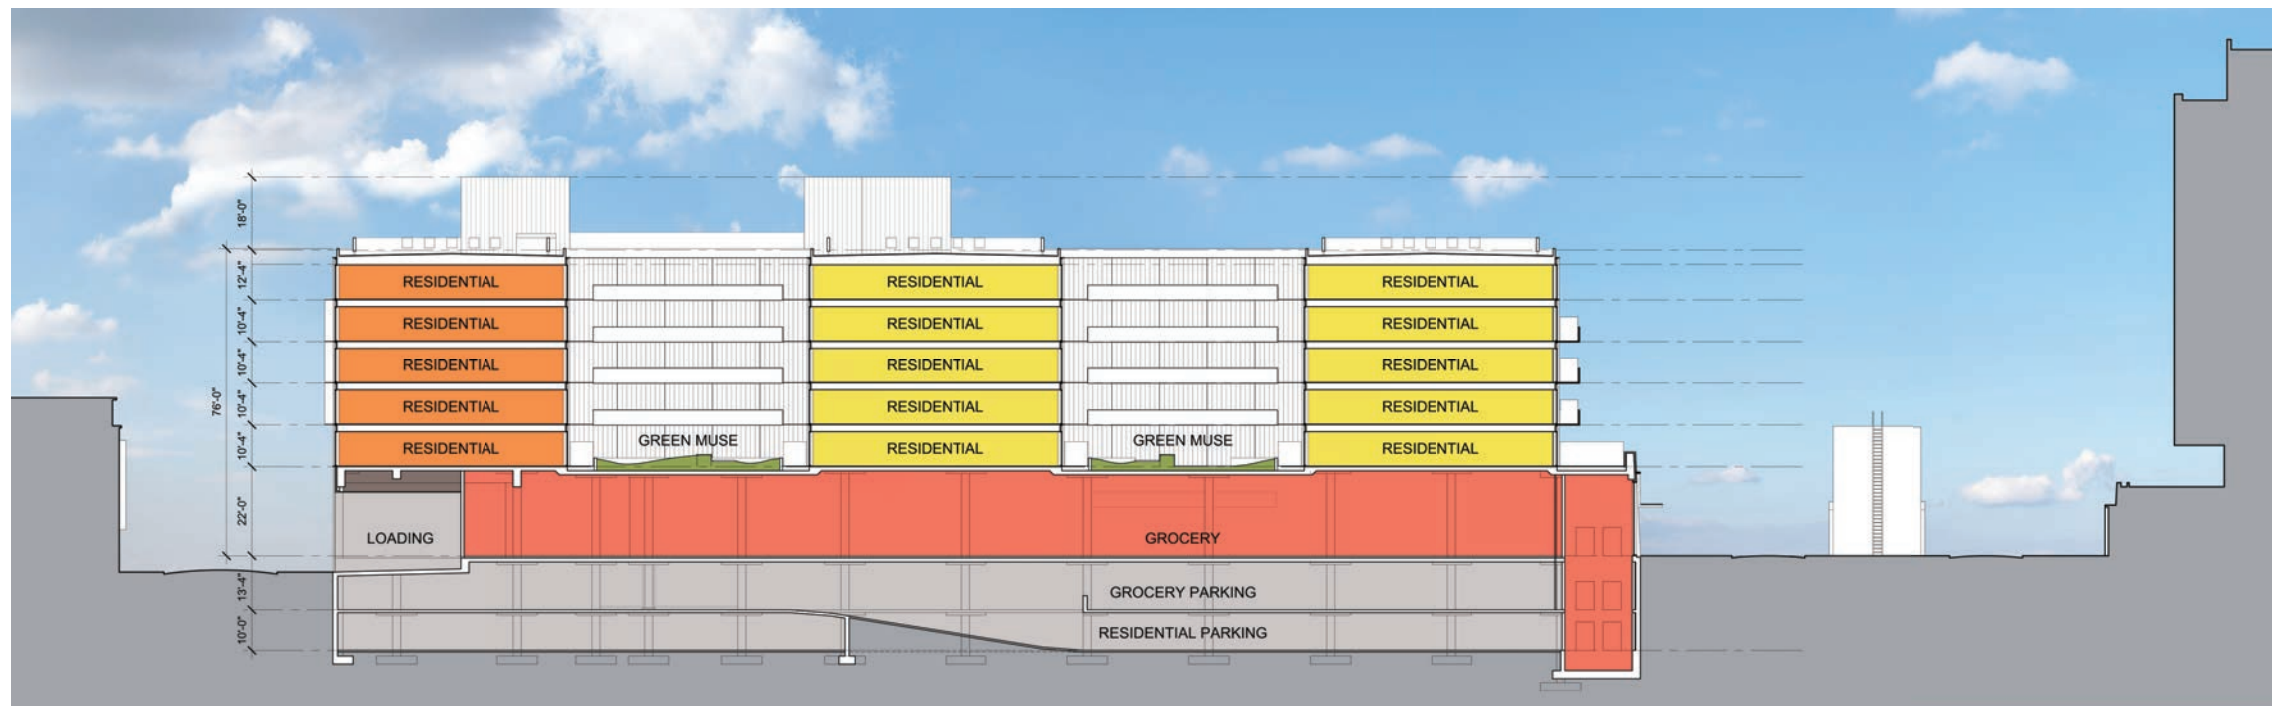 18'-0"
12'-4"
RESIDENTIAL RESIDENTIAL RESIDENTIAL
10'-4"
RESIDENTIAL RESIDENTIAL RESIDENTIAL
10'-4"
RESIDENTIAL RESIDENTIAL RESIDENTIAL
76'-0"
10'-4"
RESIDENTIAL RESIDENTIAL RESIDENTIAL
10'-4"
GREEN MUSE GREEN MUSE
RESIDENTIAL RESIDENTIAL RESIDENTIAL
22'-0"
LOADING GROCERY
13'-4"
GROCERY PARKING
10'-0"
RESIDENTIAL PARKING